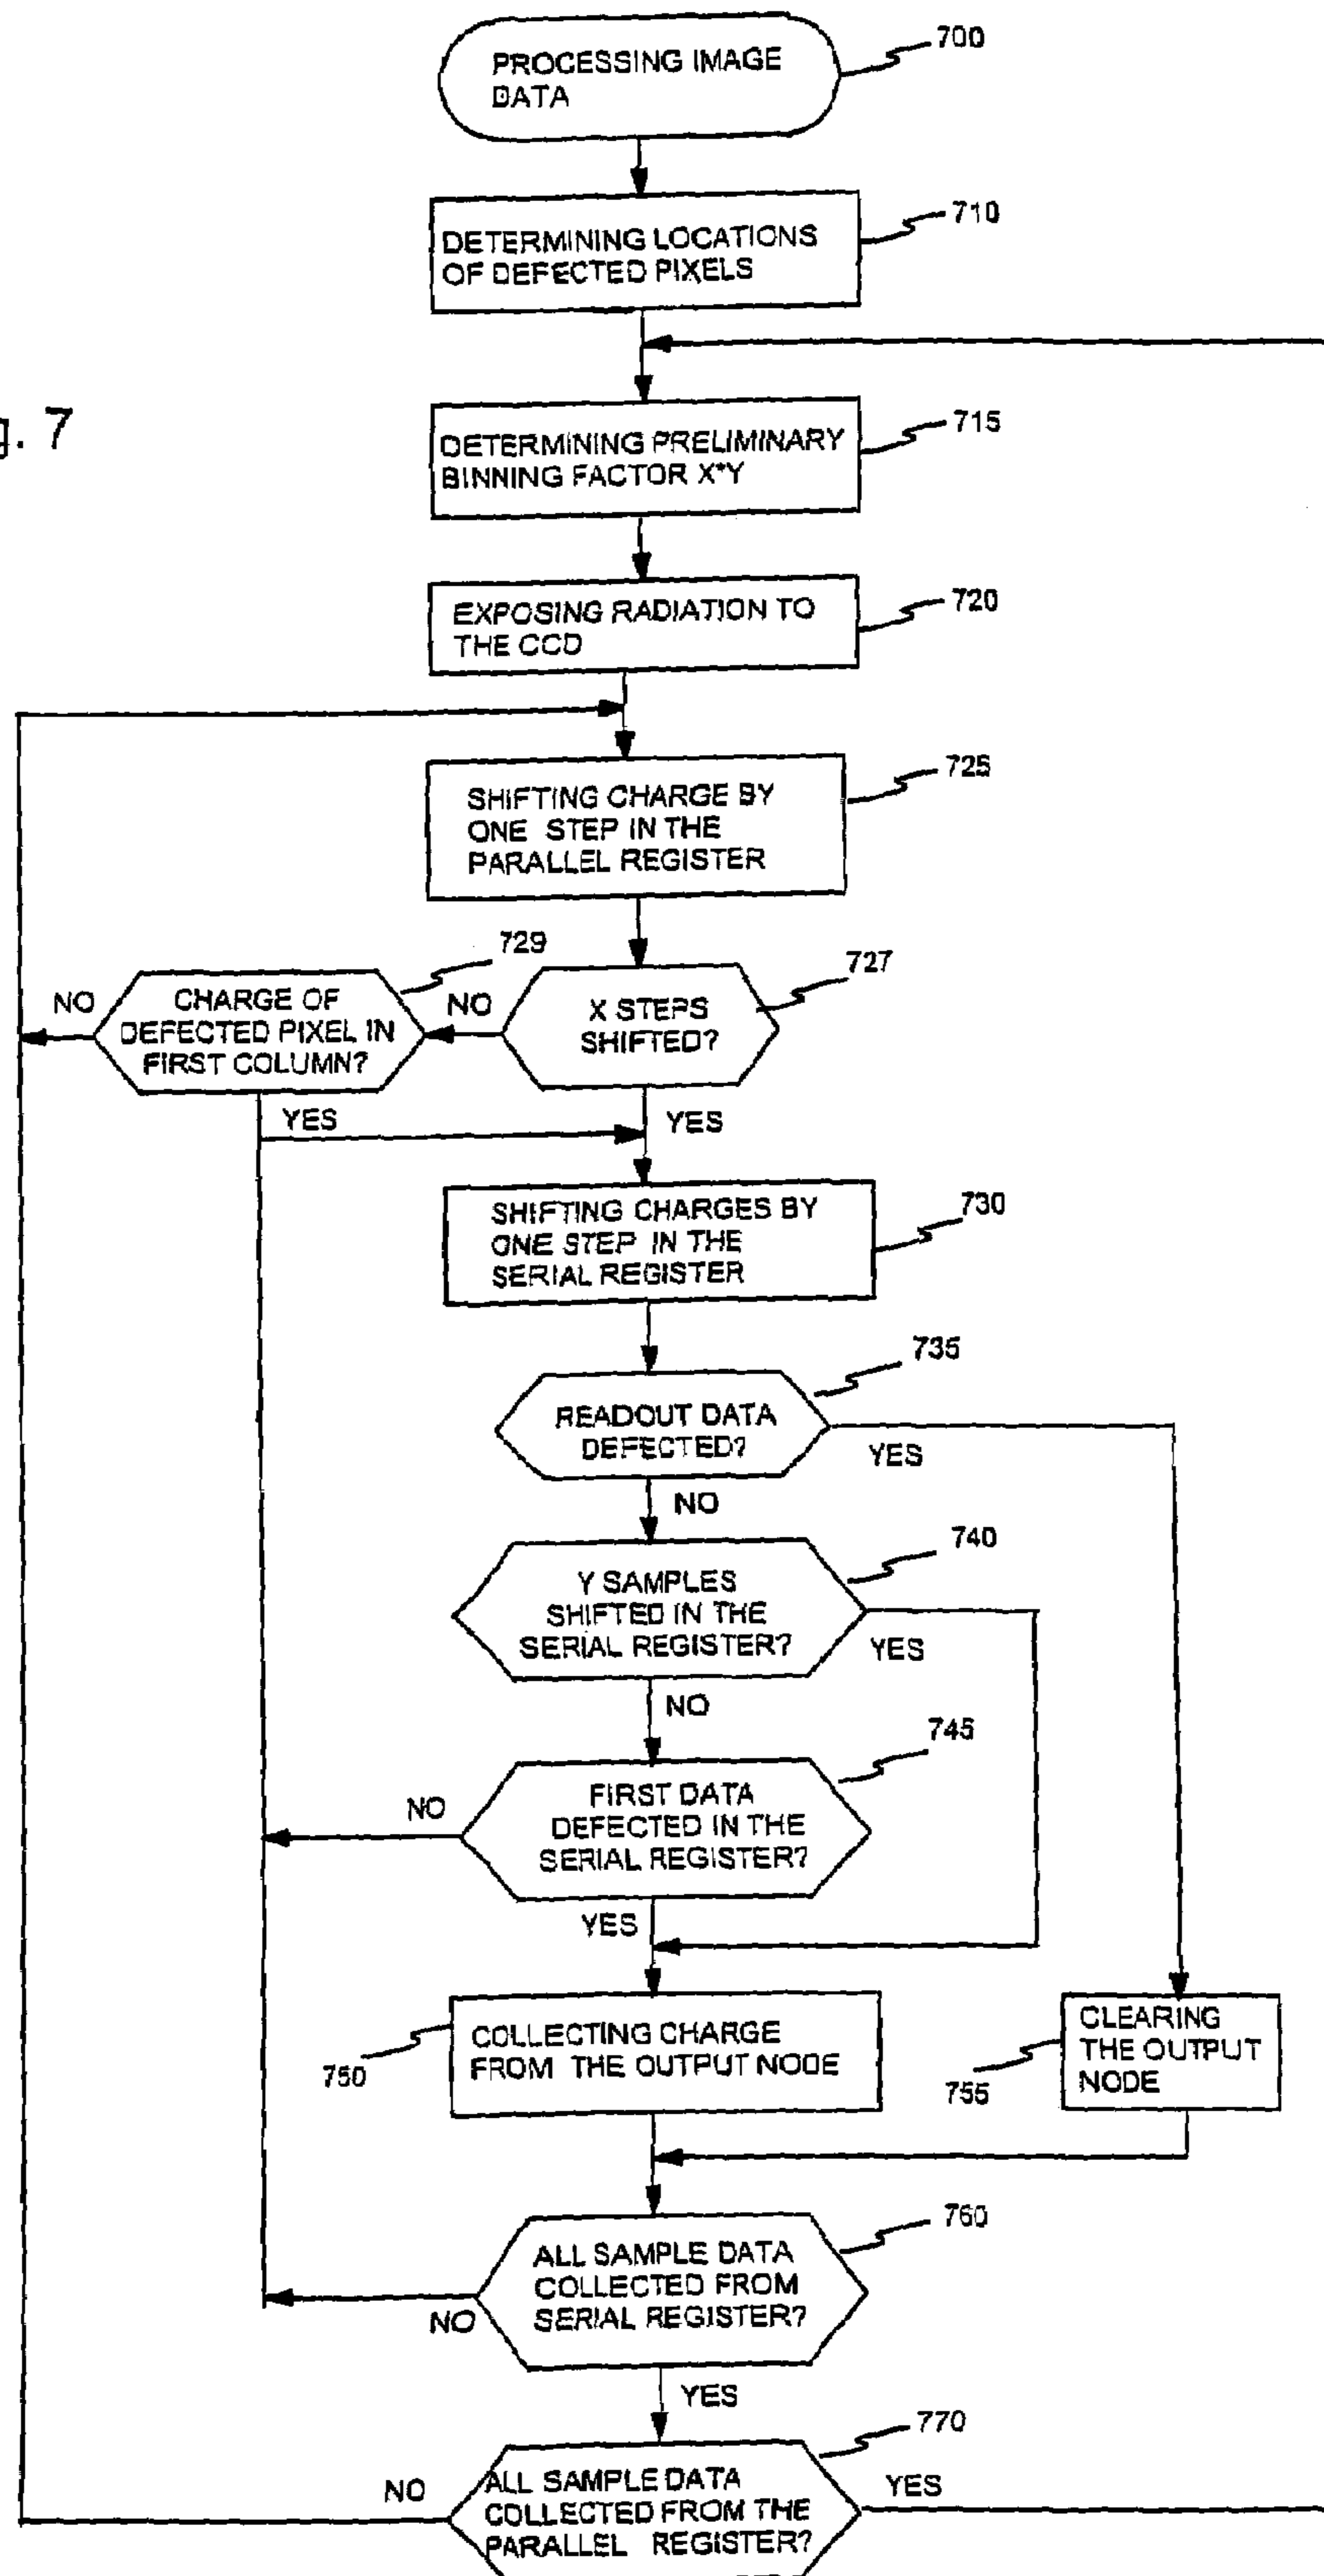 PROCESSING IMAGE
DATA
700
DETERMINING LOCATIONS
OF DEFECTED PIXELS
710
g. 7
DETERMINING PRELIMINARY
BINNING FACTOR X*Y
715
EXPOSING RADIATION TO
THE CCD
720
SHIFTING CHARGE BY
ONE STEP IN THE
PARALLEL REGISTER
725
729
727
NO
CHARGE OF
DEFECTED PIXEL IN
FIRST COLUMN?
NO
X STEPS
SHIFTED?
YES
YES
SHIFTING CHARGES BY
ONE STEP IN THE
SERIAL REGISTER
730
735
READOUT DATA
DEFECTED?
YES
NO
740
Y SAMPLES
SHIFTED IN THE
SERIAL REGISTER?
YES
NO
745
FIRST DATA
DEFECTED IN THE
SERIAL REGISTER?
NO
YES
750
COLLECTING CHARGE
FROM THE OUTPUT NODE
755
CLEARING
THE OUTPUT
NODE
760
ALL SAMPLE DATA
COLLECTED FROM
SERIAL REGISTER?
NO
YES
770
NO
ALL SAMPLE DATA
COLLECTED FROM THE
PARALLEL REGISTER?
YES